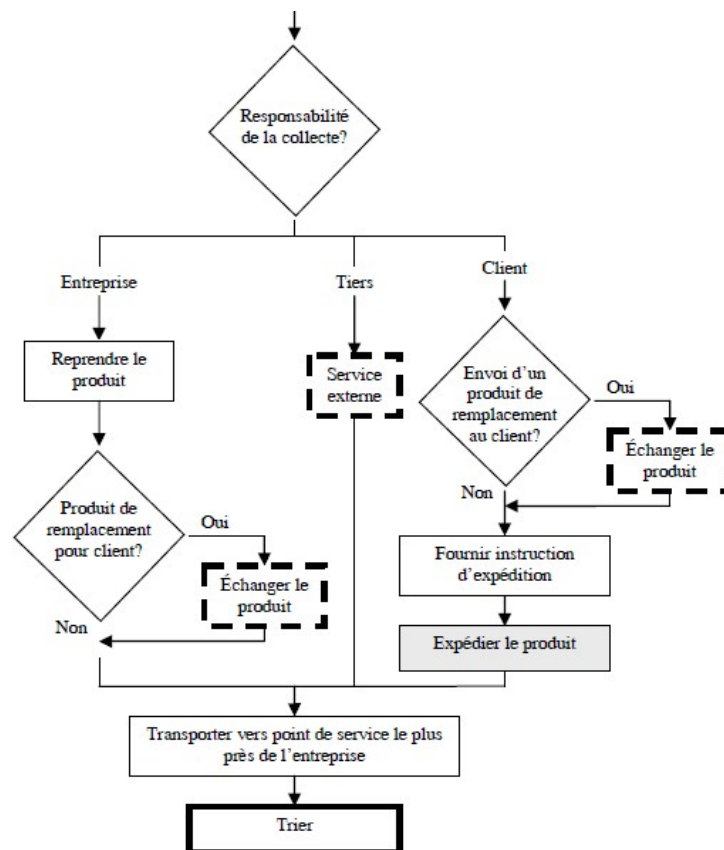 Responsabilité
de la collecte?
Entreprise
Tiers
Client
Reprendre le
produit
Service
externe
Envoi d'un
produit de
remplacement
au client?
Oui
Échanger le
produit
Non
Produit de
remplacement
pour client?
Oui
Échanger le
produit
Non
Fournir instruction
d'expédition
Expédier le produit
Transporter vers point de service le plus
près de l'entreprise
Trier